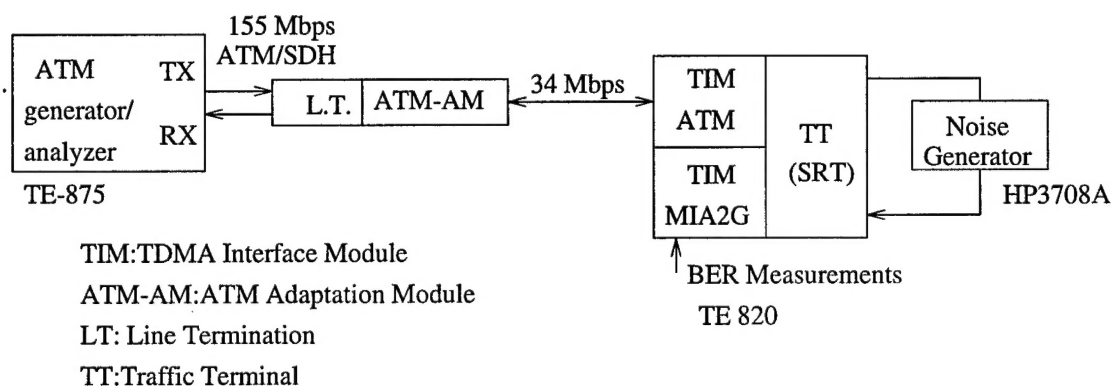 155 Mbps
ATM/SDH
ATM
generator/
analyzer
TX
RX
TE-875
L.T.
ATM-AM
34 Mbps
TIM
ATM
TIM
MIA2G
TT
(SRT)
Noise
Generator
HP3708A
BER Measurements
TE 820
TIM:TDMA Interface Module
ATM-AM:ATM Adaptation Module
LT: Line Termination
TT:Traffic Terminal